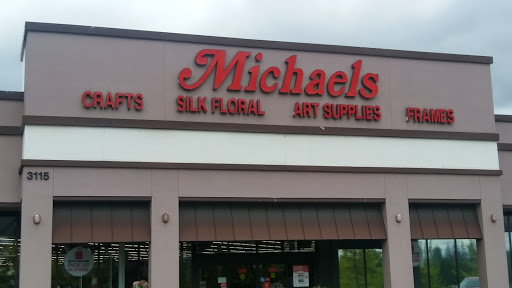 Michaels
CRAFTS SILK FLORAL ART SUPPLIES FRAMES
3115